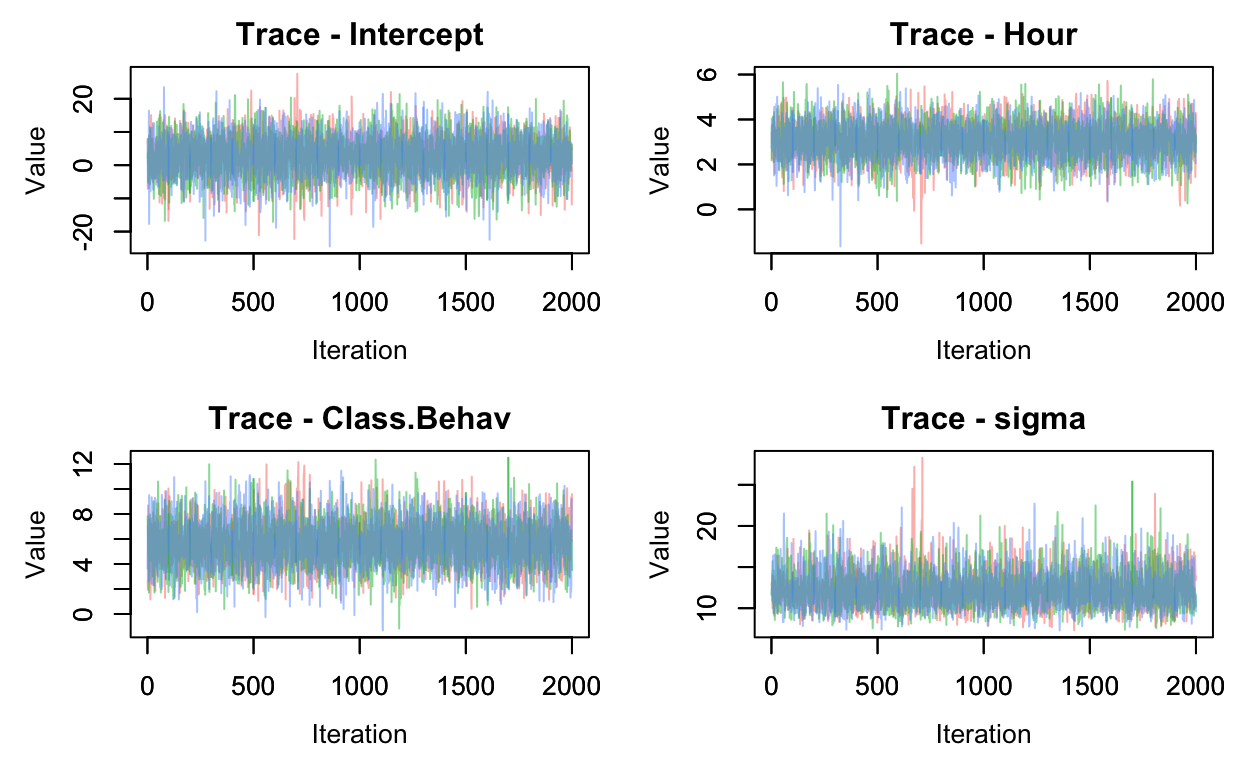 Trace - Intercept
Value
20
0
-20
0 500 1000 1500 2000
Iteration
Trace - Hour
Value
6
4
2
0
0 500 1000 1500 2000
Iteration
Trace - Class.Behav
Value
12
8
4
0
0 500 1000 1500 2000
Iteration
Trace - sigma
Value
20
10
0 500 1000 1500 2000
Iteration